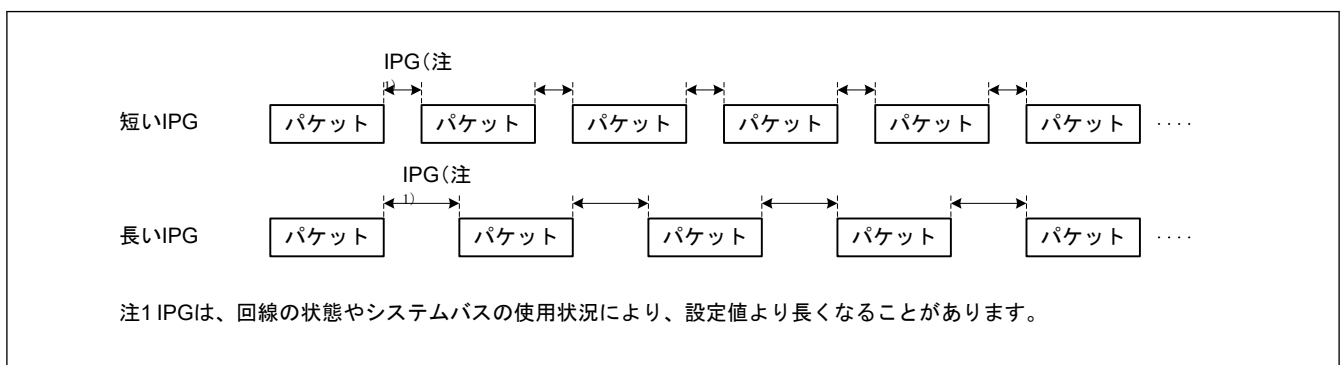 IPG(注
1)
短いIPG パケット パケット パケット パケット パケット パケット ····
IPG(注
1)
長いIPG パケット パケット パケット パケット パケット ····
注1 IPGは、回線の状態やシステムバスの使用状況により、設定値より長くなることがあります。